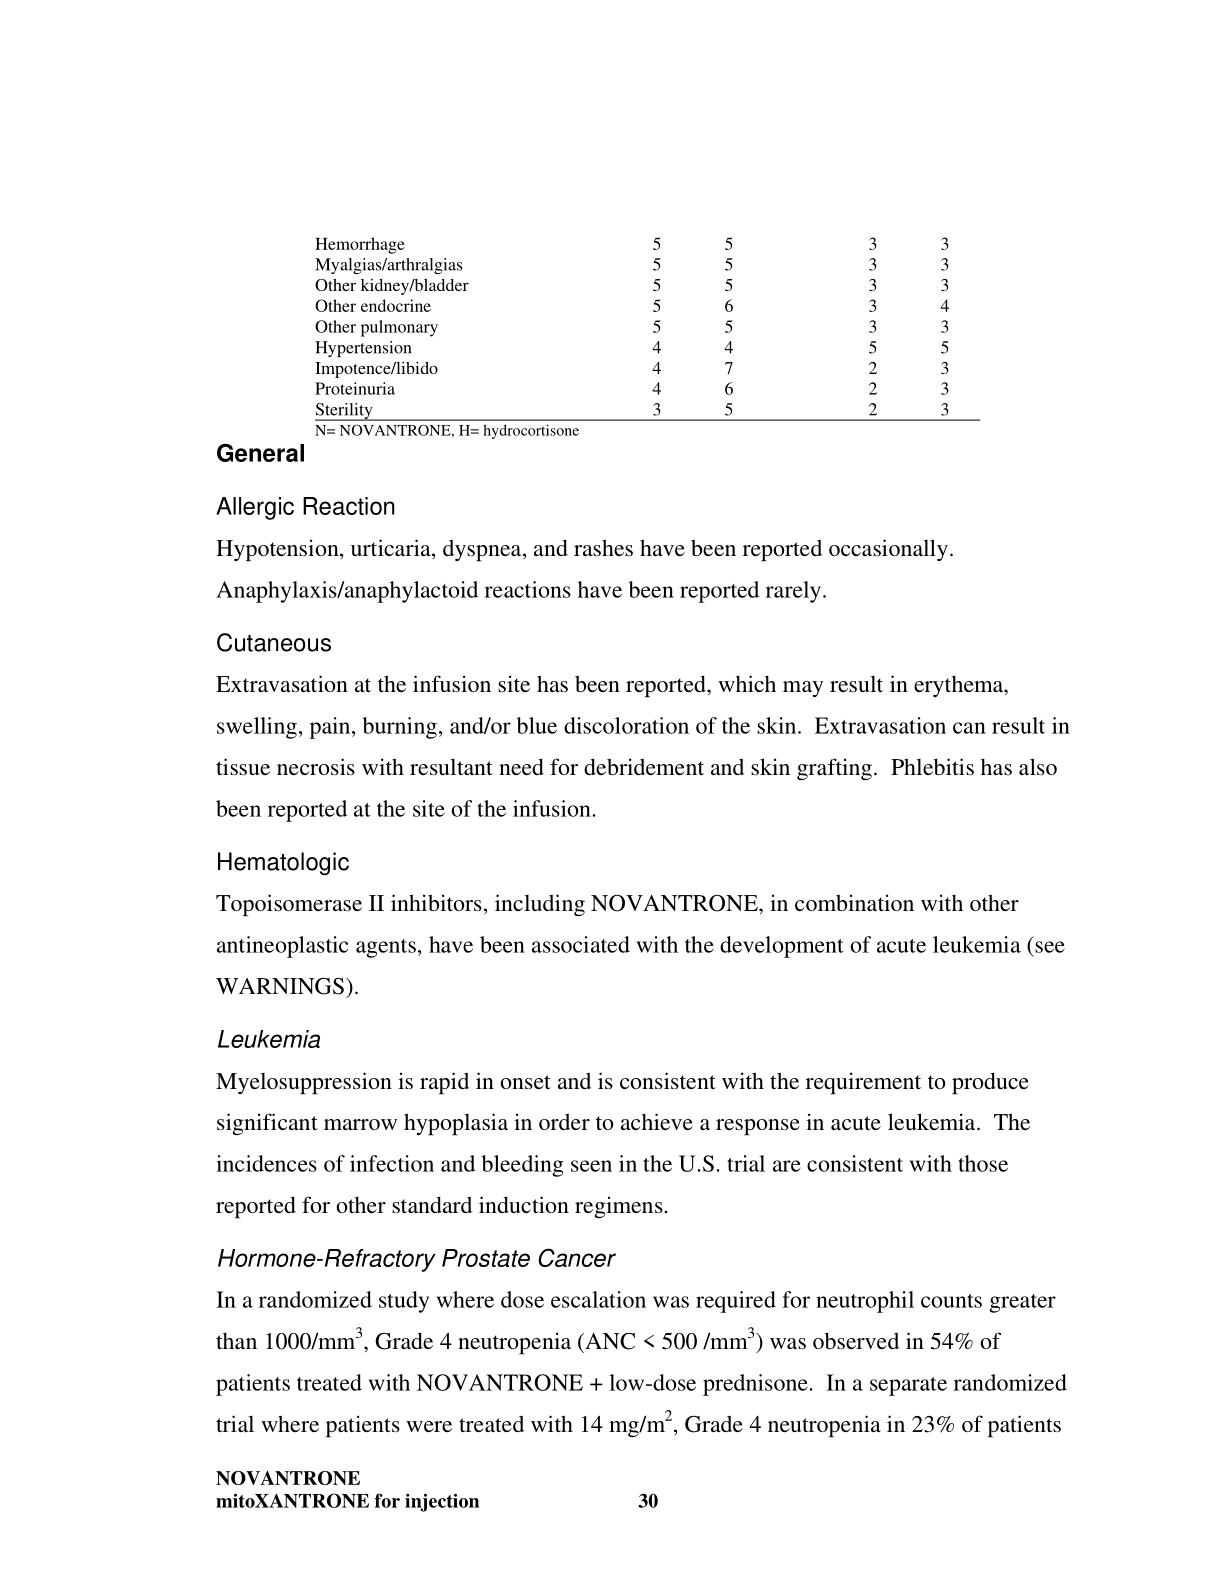 Hemorrhage 5 5 3 3
Myalgias/arthralgias 5 5 3 3
Other kidney/bladder 5 5 3 3
Other endocrine 5 6 3 4
Other pulmonary 5 5 3 3
Hypertension 4 4 5 5
Impotence/libido 4 7 2 3
Proteinuria 4 6 2 3
Sterility 3 5 2 3
N= NOVANTRONE, H= hydrocortisone
General
Allergic Reaction
Hypotension, urticaria, dyspnea, and rashes have been reported occasionally.
Anaphylaxis/anaphylactoid reactions have been reported rarely.
Cutaneous
Extravasation at the infusion site has been reported, which may result in erythema,
swelling, pain, burning, and/or blue discoloration of the skin.  Extravasation can result in
tissue necrosis with resultant need for debridement and skin grafting.  Phlebitis has also
been reported at the site of the infusion.
Hematologic
Topoisomerase II inhibitors, including NOVANTRONE, in combination with other
antineoplastic agents, have been associated with the development of acute leukemia (see
WARNINGS).
Leukemia
Myelosuppression is rapid in onset and is consistent with the requirement to produce
significant marrow hypoplasia in order to achieve a response in acute leukemia.  The
incidences of infection and bleeding seen in the U.S. trial are consistent with those
reported for other standard induction regimens.
Hormone-Refractory Prostate Cancer
In a randomized study where dose escalation was required for neutrophil counts greater
than 1000/mm³, Grade 4 neutropenia (ANC < 500 /mm³) was observed in 54% of
patients treated with NOVANTRONE + low-dose prednisone.  In a separate randomized
trial where patients were treated with 14 mg/m², Grade 4 neutropenia in 23% of patients
NOVANTRONE
mitoXANTRONE for injection 30